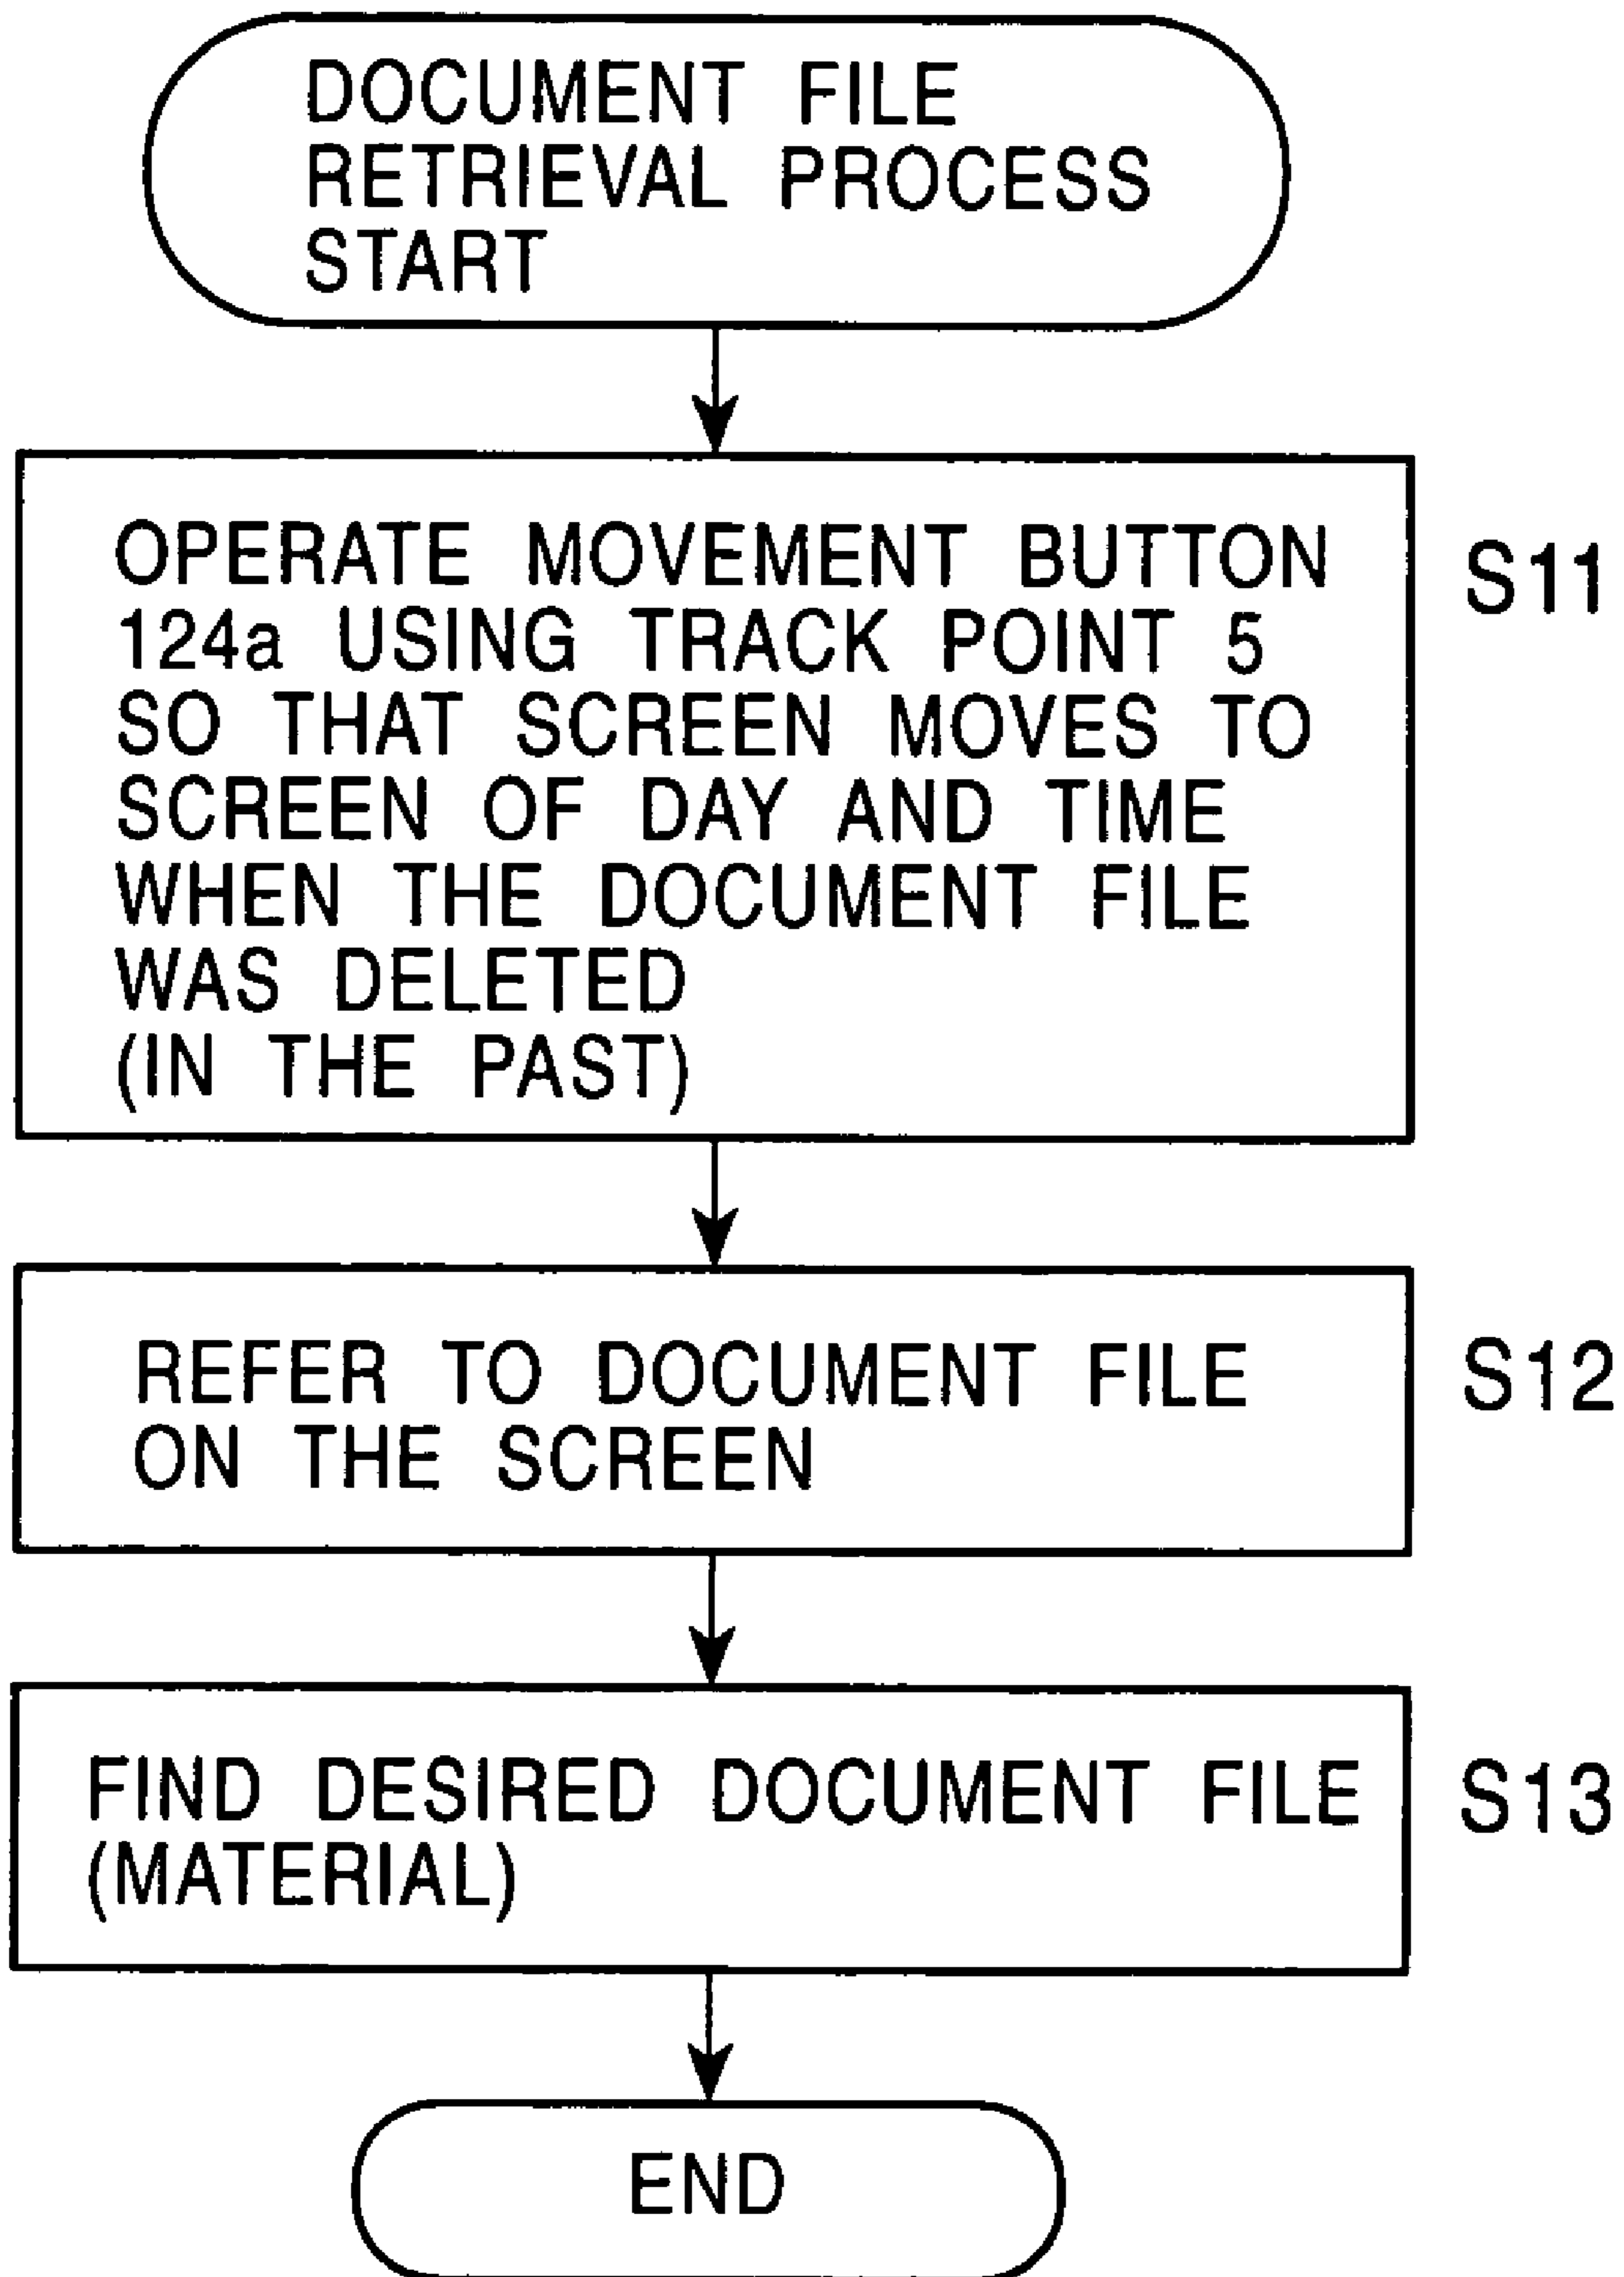 DOCUMENT FILE
RETRIEVAL PROCESS
START
OPERATE MOVEMENT BUTTON
124a USING TRACK POINT 5
SO THAT SCREEN MOVES TO
SCREEN OF DAY AND TIME
WHEN THE DOCUMENT FILE
WAS DELETED
(IN THE PAST)
S11
REFER TO DOCUMENT FILE
ON THE SCREEN
S12
FIND DESIRED DOCUMENT FILE
(MATERIAL)
S13
END